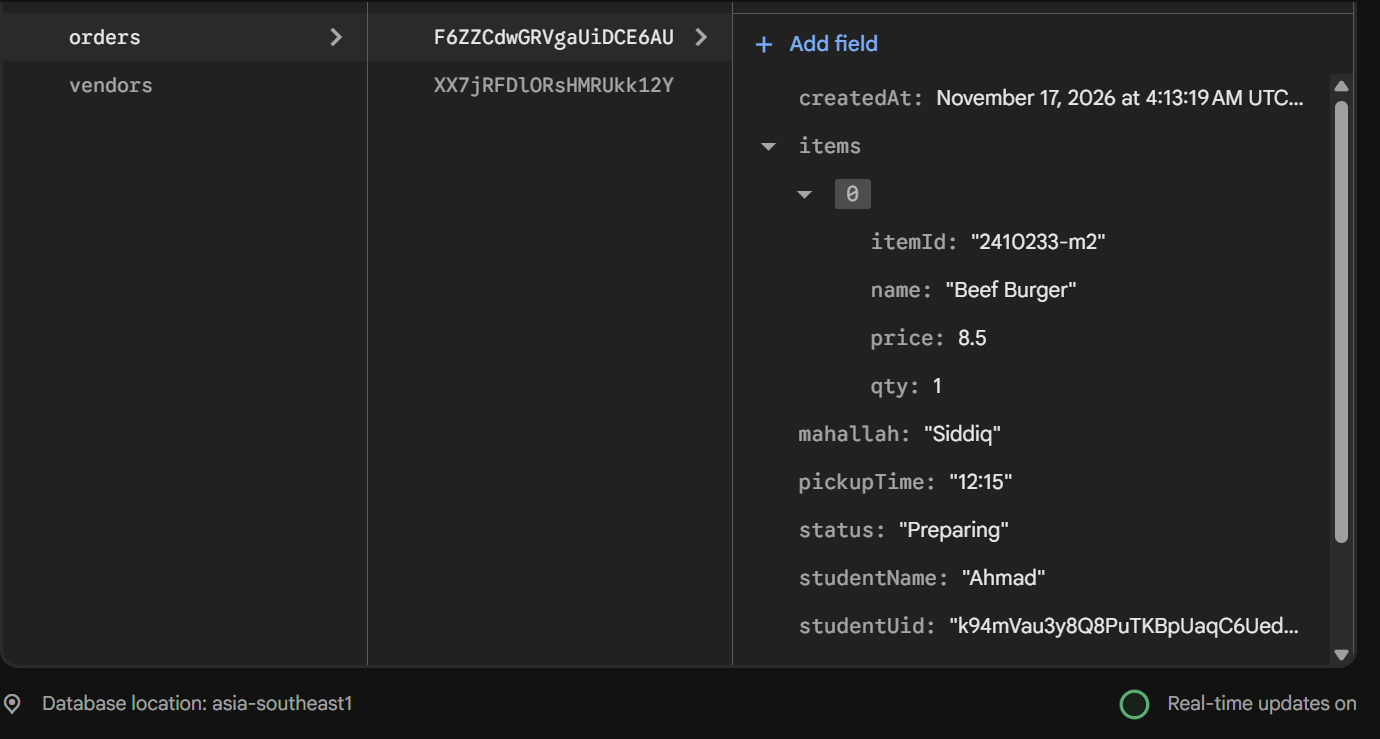 orders
vendors
F6ZZCdwGRVgaUiDCE6AU
XX7jRFDlORsHMRUkk12Y
+ Add field
createdAt: November 17, 2026 at 4:13:19 AM UTC...
items
0
itemId: "2410233-m2"
name: "Beef Burger"
price: 8.5
qty: 1
mahallah: "Siddiq"
pickupTime: "12:15"
status: "Preparing"
studentName: "Ahmad"
studentUid: "k94mVau3y8Q8PuTKBpUaqC6Ued...
Database location: asia-southeast1
Real-time updates on